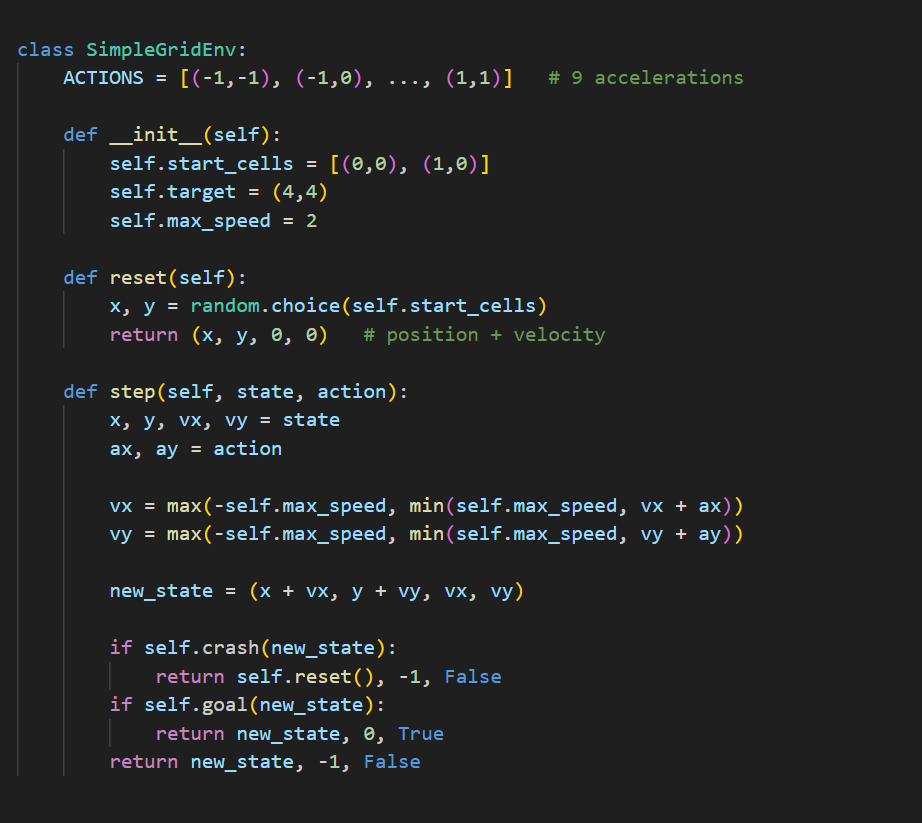 class SimpleGridEnv:
    ACTIONS = [(-1,-1), (-1,0), ..., (1,1)]   # 9 accelerations

    def __init__(self):
        self.start_cells = [(0,0), (1,0)]
        self.target = (4,4)
        self.max_speed = 2

    def reset(self):
        x, y = random.choice(self.start_cells)
        return (x, y, 0, 0)   # position + velocity

    def step(self, state, action):
        x, y, vx, vy = state
        ax, ay = action

        vx = max(-self.max_speed, min(self.max_speed, vx + ax))
        vy = max(-self.max_speed, min(self.max_speed, vy + ay))

        new_state = (x + vx, y + vy, vx, vy)

        if self.crash(new_state):
            return self.reset(), -1, False
        if self.goal(new_state):
            return new_state, 0, True
        return new_state, -1, False